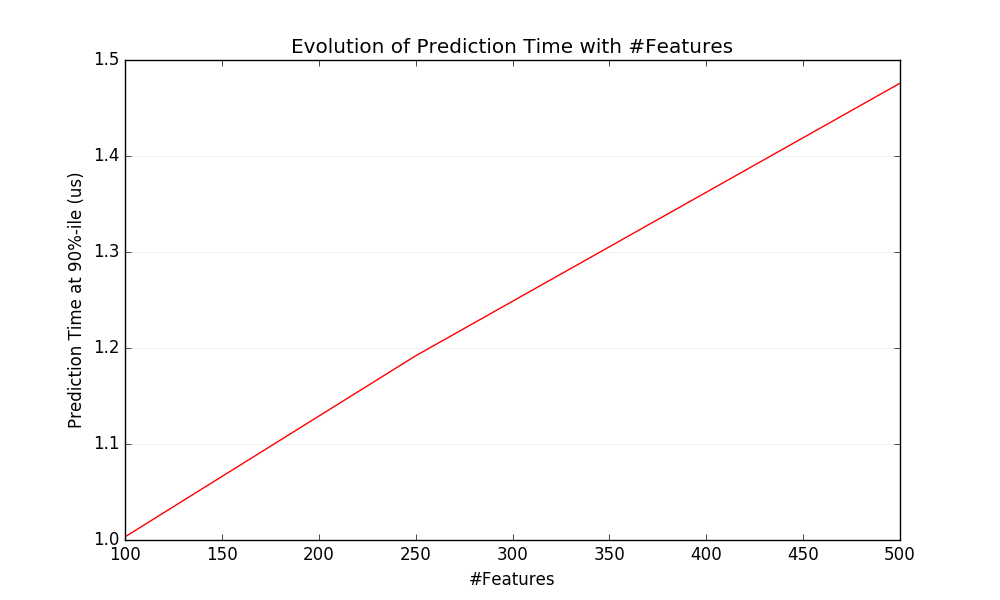 Evolution of Prediction Time with #Features
Prediction Time at 90%-ile (us)
1.5
1.4
1.3
1.2
1.1
1.0
100 150 200 250 300 350 400 450 500
#Features